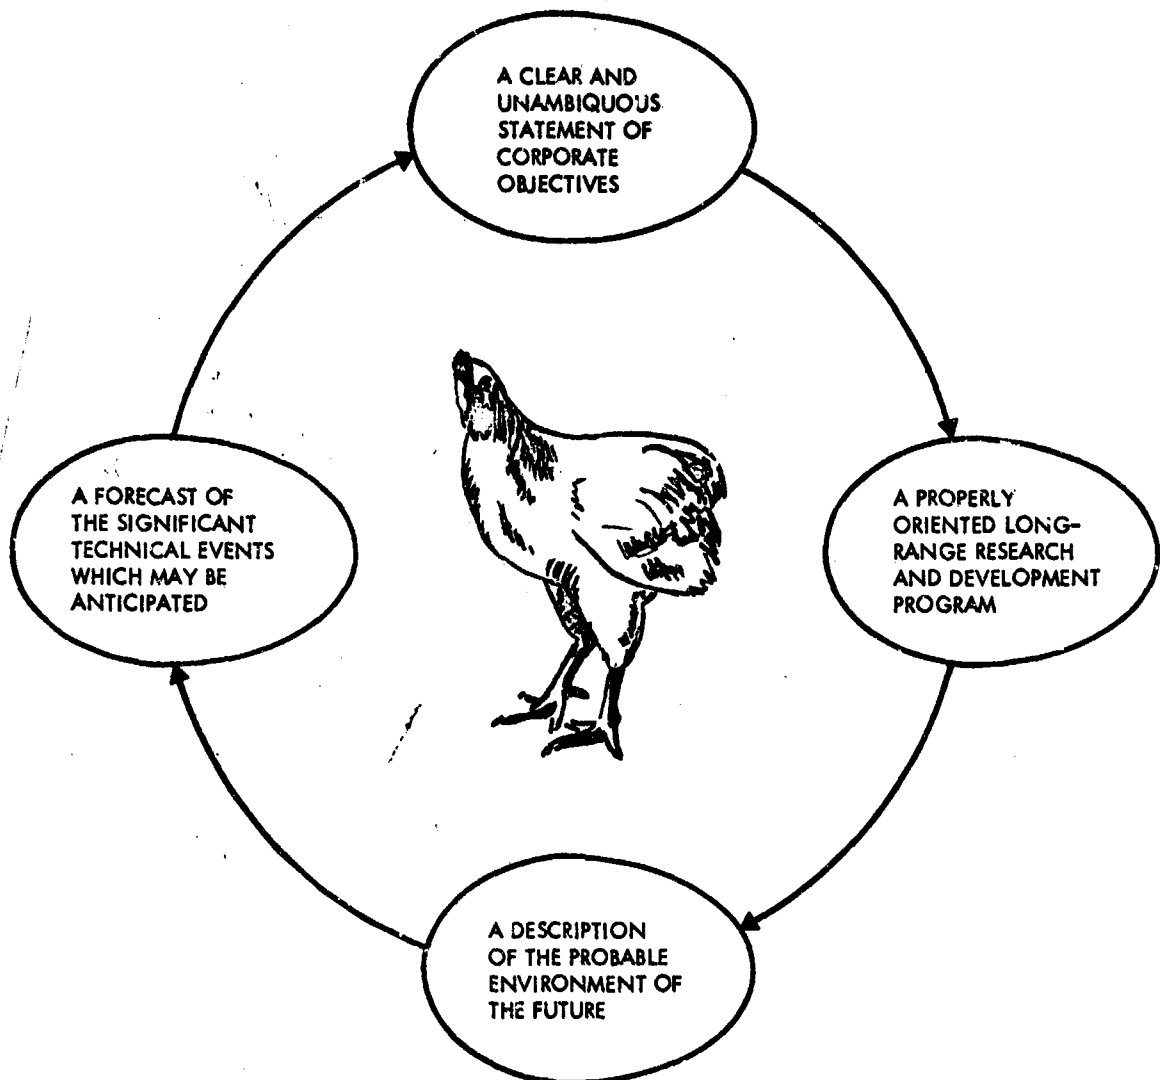 A CLEAR AND
UNAMBIQUOUS
STATEMENT OF
CORPORATE
OBJECTIVES
A FORECAST OF
THE SIGNIFICANT
TECHNICAL EVENTS
WHICH MAY BE
ANTICIPATED
A PROPERLY
ORIENTED LONG-
RANGE RESEARCH
AND DEVELOPMENT
PROGRAM
A DESCRIPTION
OF THE PROBABLE
ENVIRONMENT OF
THE FUTURE